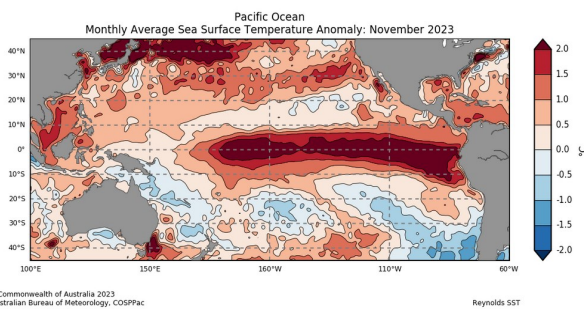 Pacific Ocean
Monthly Average Sea Surface Temperature Anomaly: November 2023
40°N
30°N
20°N
10°N
0°
10°S
20°S
30°S
40°S
100°E
150°E
160°W
110°W
60°W
2.0
1.5
1.0
0.5
0.0
-0.5
-1.0
-1.5
-2.0
Commonwealth of Australia 2023
stralian Bureau of Meteorology, COSPPac
Reynolds SST